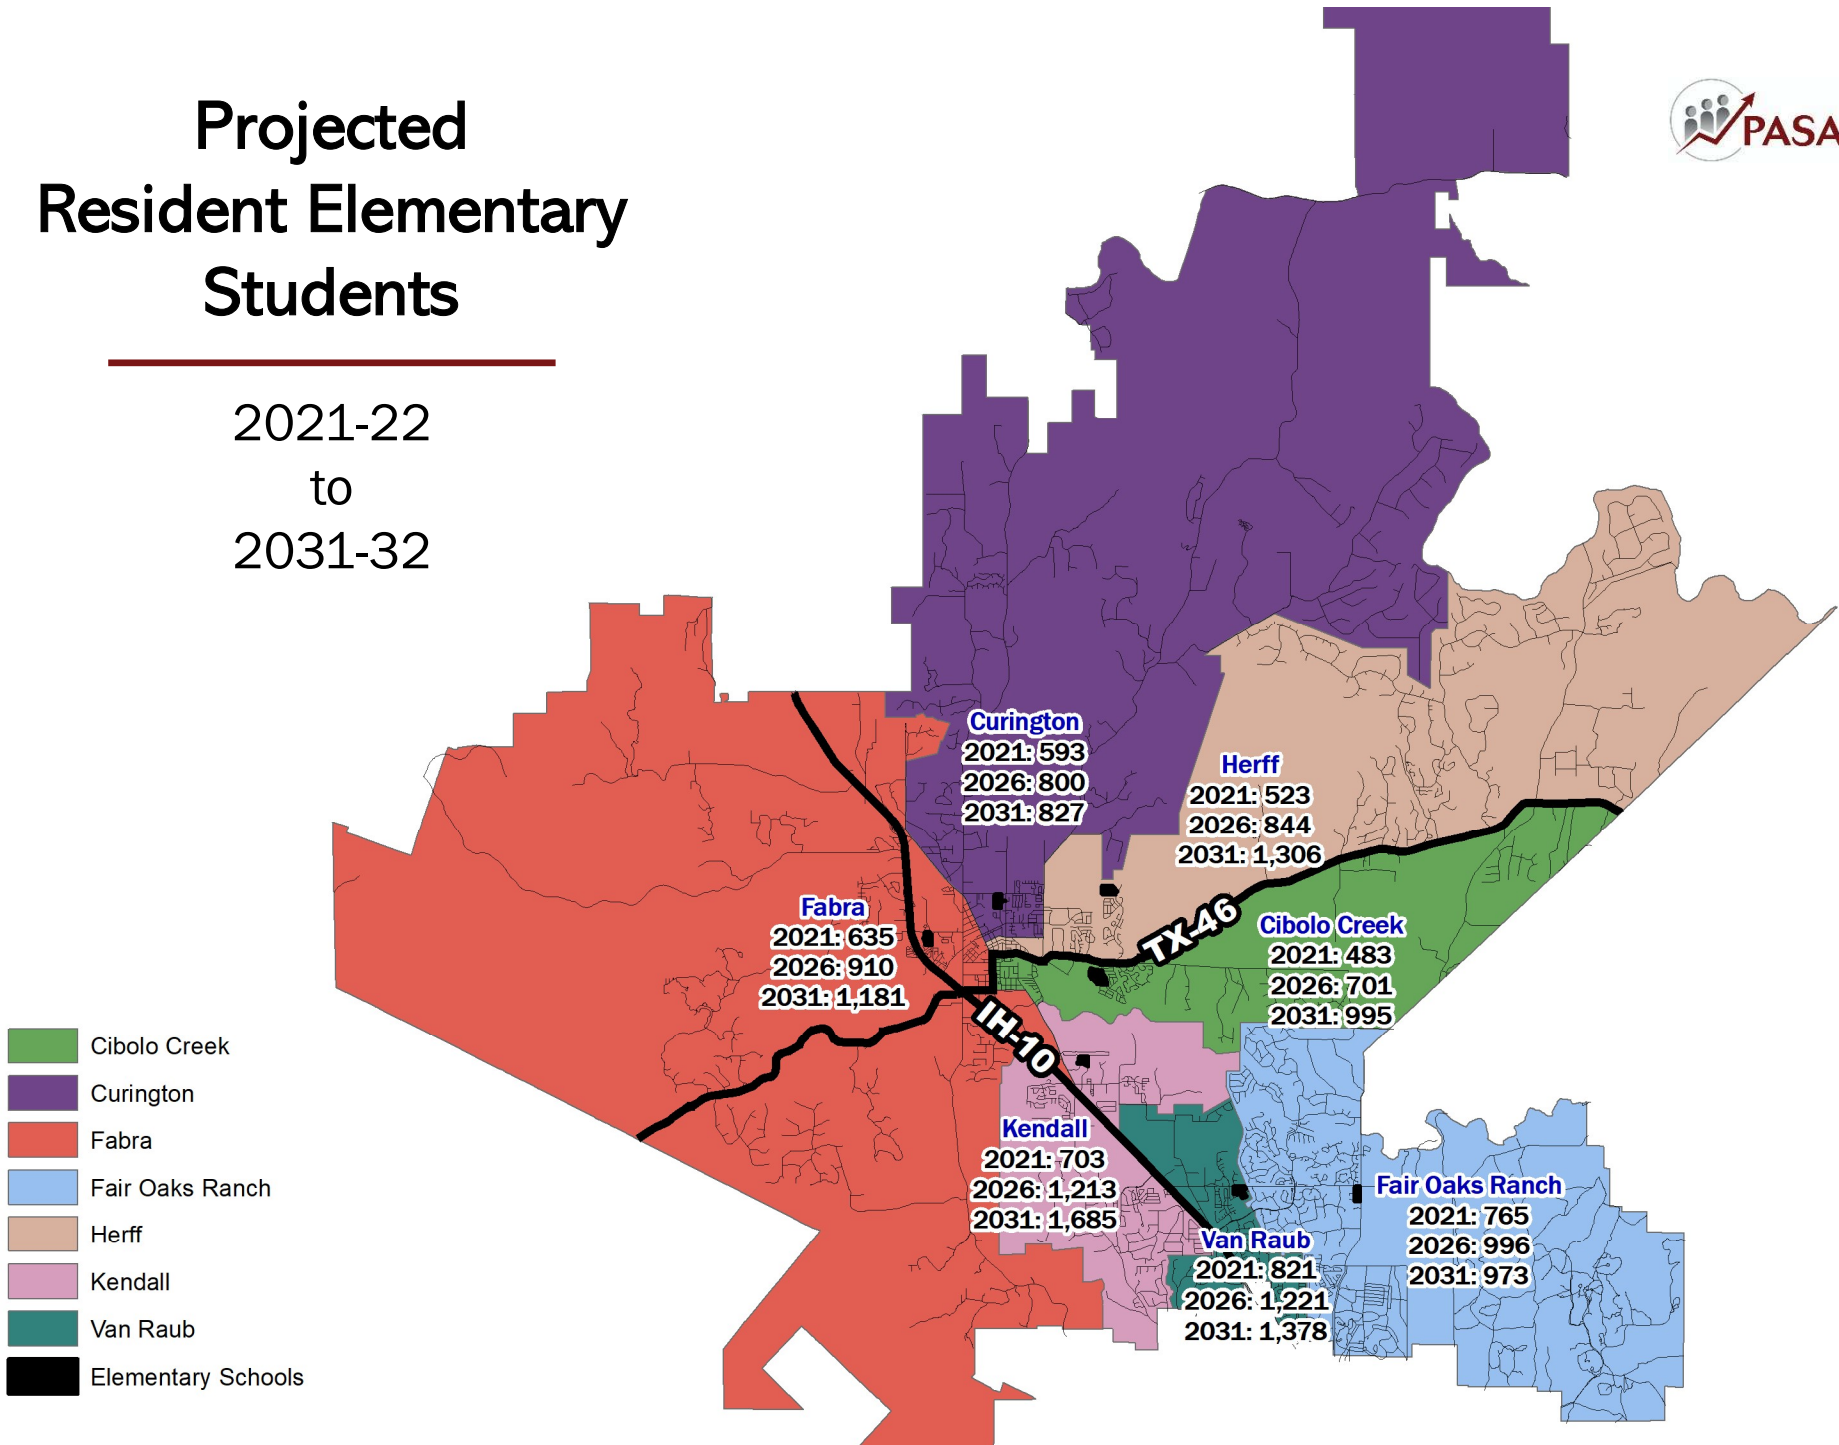 Projected
Resident Elementary
Students
2021-22
to
2031-32
PASA
Curington
2021: 593
2026: 800
2031: 827
Herff
2021: 523
2026: 844
2031: 1,306
Fabra
2021: 635
2026: 910
2031: 1,181
TX-46
Cibolo Creek
2021: 483
2026: 701
2031: 995
IH-10
Kendall
2021: 703
2026: 1,213
2031: 1,685
Fair Oaks Ranch
2021: 765
2026: 996
2031: 973
Van Raub
2021: 821
2026: 1,221
2031: 1,378
Cibolo Creek
Curington
Fabra
Fair Oaks Ranch
Herff
Kendall
Van Raub
Elementary Schools